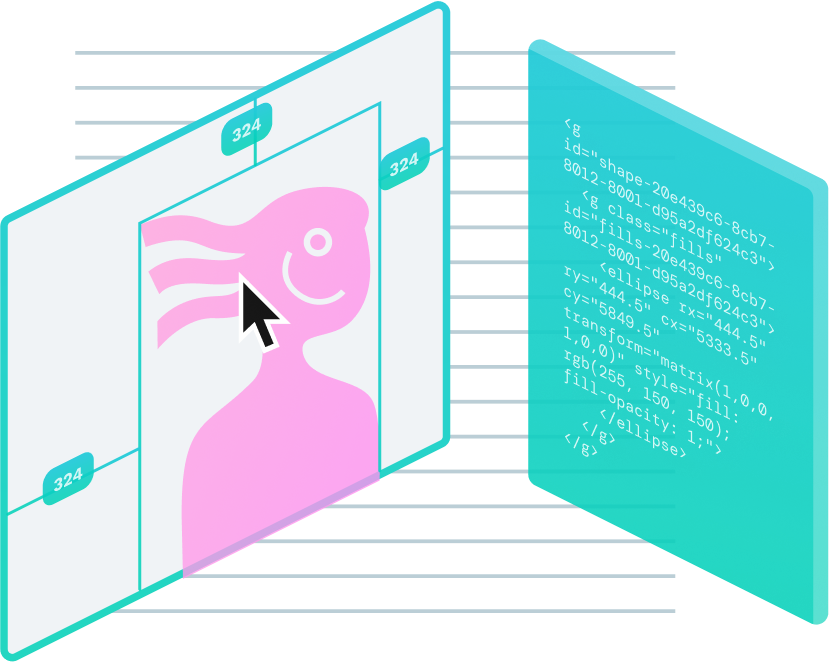 324
324
324
<g
id="shape-20e439c6-8cb7-
8012-8001-d95a2df624c3">
<g class="fills"
id="fills-20e439c6-8cb7-
8012-8001-d95a2df624c3">
<ellipse rx="444.5"
ry="444.5" cx="5333.5"
cy="5849.5"
transform="matrix(1,0,0,
1,0,0)" style="fill:
rgb(255, 150, 150);
fill-opacity: 1;">
</ellipse>
</g>
</g>